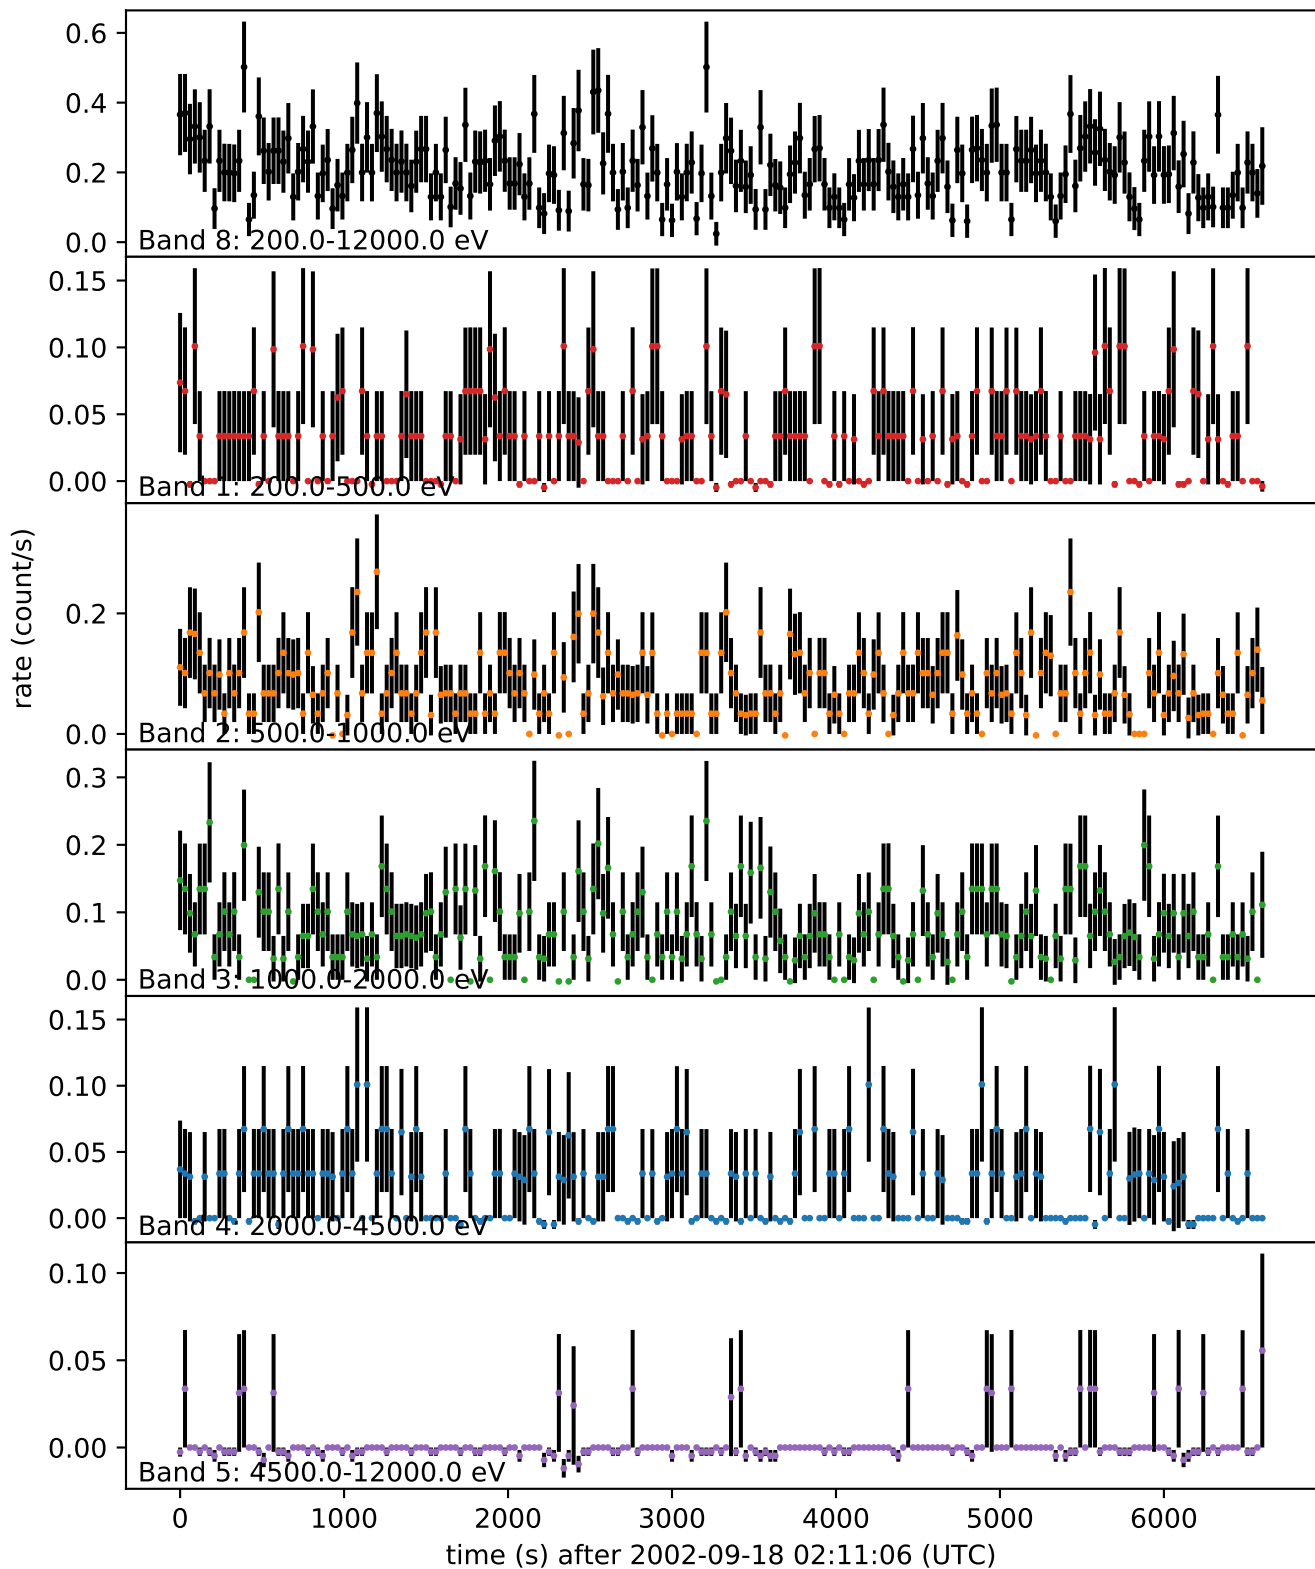 0.6
0.4
0.2
0.0
Band 8: 200.0-12000.0 eV
0.15
0.10
0.05
0.00
Band 1: 200.0-500.0 eV
rate (count/s)
0.2
0.0
Band 2: 500.0-1000.0 eV
0.3
0.2
0.1
0.0
Band 3: 1000.0-2000.0 eV
0.15
0.10
0.05
0.00
Band 4: 2000.0-4500.0 eV
0.10
0.05
0.00
Band 5: 4500.0-12000.0 eV
0 1000 2000 3000 4000 5000 6000
time (s) after 2002-09-18 02:11:06 (UTC)